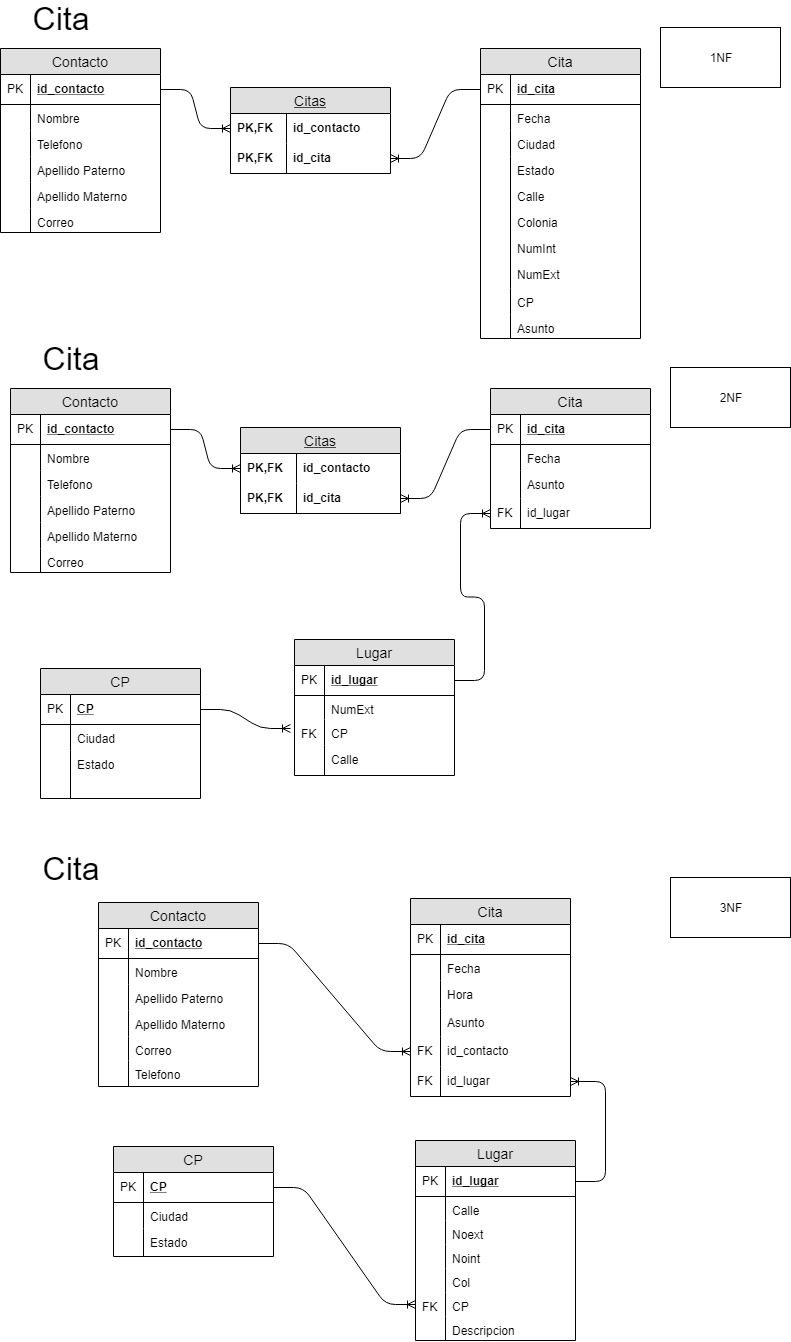 Cita
Contacto
PK id_contacto
Nombre
Telefono
Apellido Paterno
Apellido Materno
Correo
Citas
PK,FK id_contacto
PK,FK id_cita
Cita
PK id_cita
Fecha
Ciudad
Estado
Calle
Colonia
NumInt
NumExt
CP
Asunto
1NF
Cita
Contacto
PK id_contacto
Nombre
Telefono
Apellido Paterno
Apellido Materno
Correo
Citas
PK,FK id_contacto
PK,FK id_cita
Cita
PK id_cita
Fecha
Asunto
FK id_lugar
2NF
CP
PK CP
Ciudad
Estado
Lugar
PK id_lugar
NumExt
FK CP
Calle
Cita
Contacto
PK id_contacto
Nombre
Apellido Paterno
Apellido Materno
Correo
Telefono
Cita
PK id_cita
Fecha
Hora
Asunto
FK id_contacto
FK id_lugar
3NF
CP
PK CP
Ciudad
Estado
Lugar
PK id_lugar
Calle
Noext
Noint
Col
FK CP
Descripcion